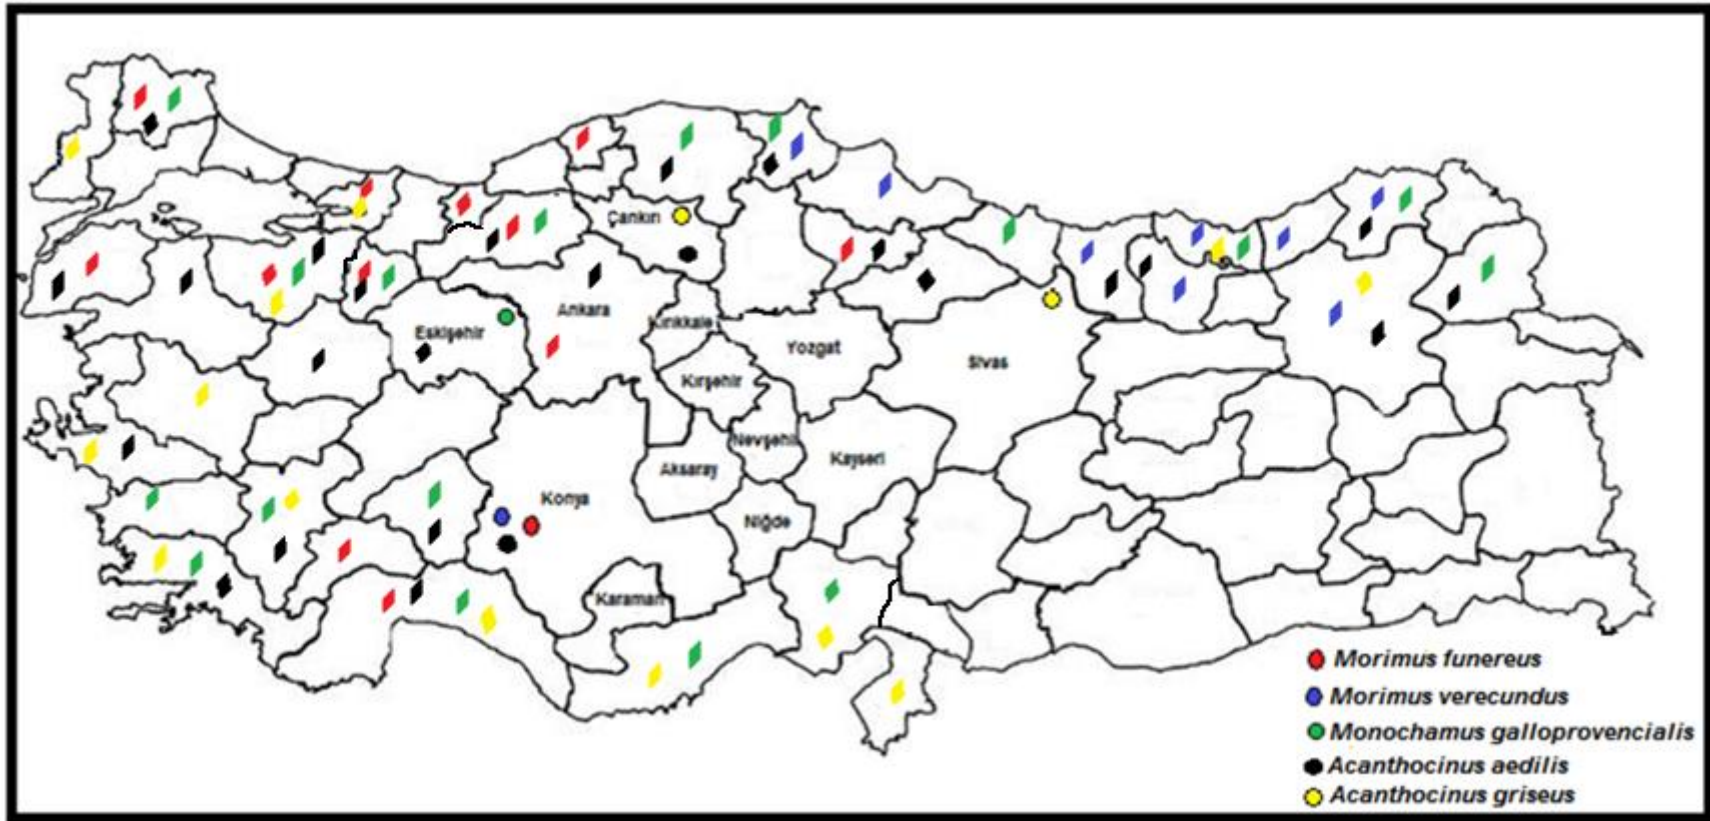 Çankırı
Ankara
Kırıkkale
Eskişehir
Yozgat
Sivas
Kırşehir
Nevşehir
Kayseri
Aksaray
Konya
Niğde
Karaman
Morimus funereus
Morimus verecundus
Monochamus galloprovencialis
Acanthocinus aedilis
Acanthocinus griseus